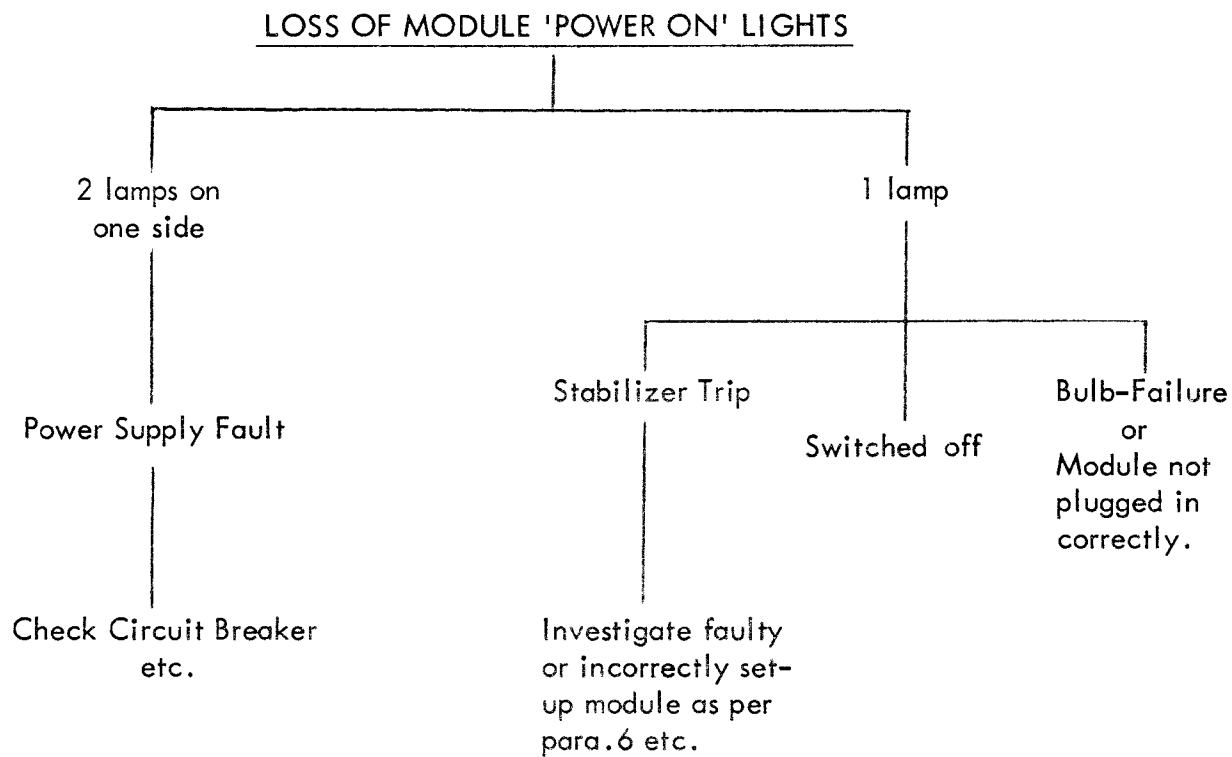 LOSS OF MODULE 'POWER ON' LIGHTS
2 lamps on
one side
1 lamp
Power Supply Fault
Stabilizer Trip
Switched off
Bulb-Failure
or
Module not
plugged in
correctly.
Check Circuit Breaker
etc.
Investigate faulty
or incorrectly set-
up module as per
para.6 etc.